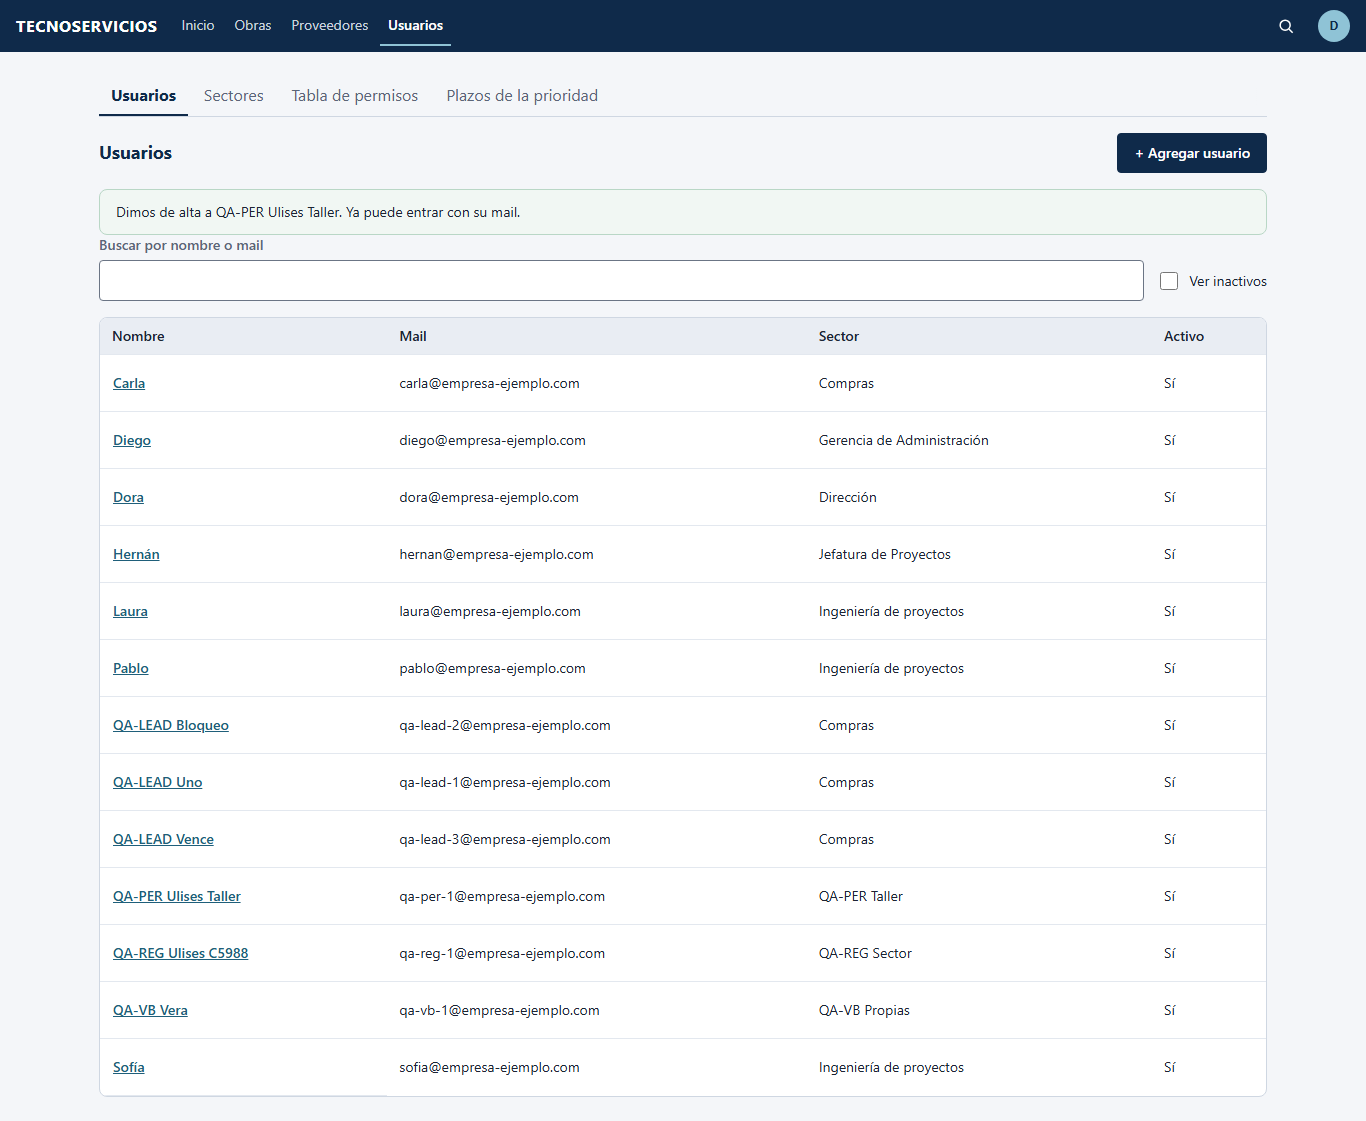 TECNOSERVICIOS Inicio Obras Proveedores Usuarios D
Usuarios Sectores Tabla de permisos Plazos de la prioridad
Usuarios + Agregar usuario
Dimos de alta a QA-PER Ulises Taller. Ya puede entrar con su mail.
Buscar por nombre o mail
Ver inactivos
Nombre Mail Sector Activo
Carla carla@empresa-ejemplo.com Compras Sí
Diego diego@empresa-ejemplo.com Gerencia de Administración Sí
Dora dora@empresa-ejemplo.com Dirección Sí
Hernán hernan@empresa-ejemplo.com Jefatura de Proyectos Sí
Laura laura@empresa-ejemplo.com Ingeniería de proyectos Sí
Pablo pablo@empresa-ejemplo.com Ingeniería de proyectos Sí
QA-LEAD Bloqueo qa-lead-2@empresa-ejemplo.com Compras Sí
QA-LEAD Uno qa-lead-1@empresa-ejemplo.com Compras Sí
QA-LEAD Vence qa-lead-3@empresa-ejemplo.com Compras Sí
QA-PER Ulises Taller qa-per-1@empresa-ejemplo.com QA-PER Taller Sí
QA-REG Ulises C5988 qa-reg-1@empresa-ejemplo.com QA-REG Sector Sí
QA-VB Vera qa-vb-1@empresa-ejemplo.com QA-VB Propias Sí
Sofía sofia@empresa-ejemplo.com Ingeniería de proyectos Sí